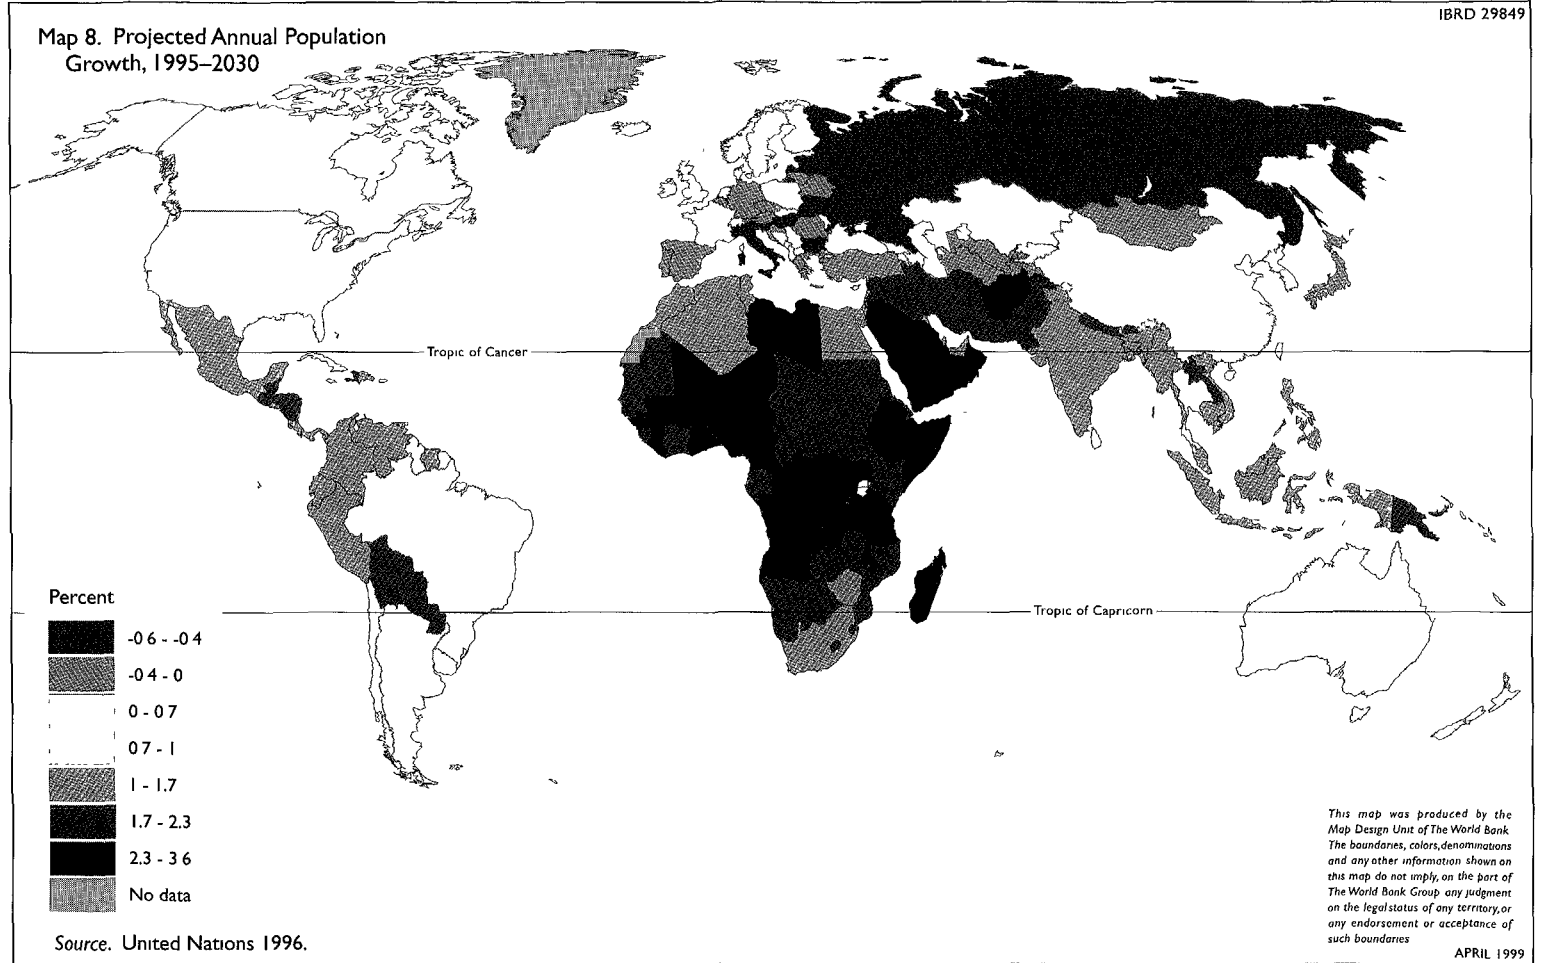 IBRD 29849
Map 8. Projected Annual Population
Growth, 1995–2030
Tropic of Cancer
Tropic of Capricorn
Percent
-0 6 - -0 4
-0 4 - 0
0 - 0 7
0 7 - 1
1 - 1.7
1.7 - 2.3
2.3 - 3 6
No data
Source. United Nations 1996.
This map was produced by the
Map Design Unit of The World Bank
The boundaries, colors, denominations
and any other information shown on
this map do not imply, on the part of
The World Bank Group any judgment
on the legal status of any territory, or
any endorsement or acceptance of
such boundaries
APRIL 1999